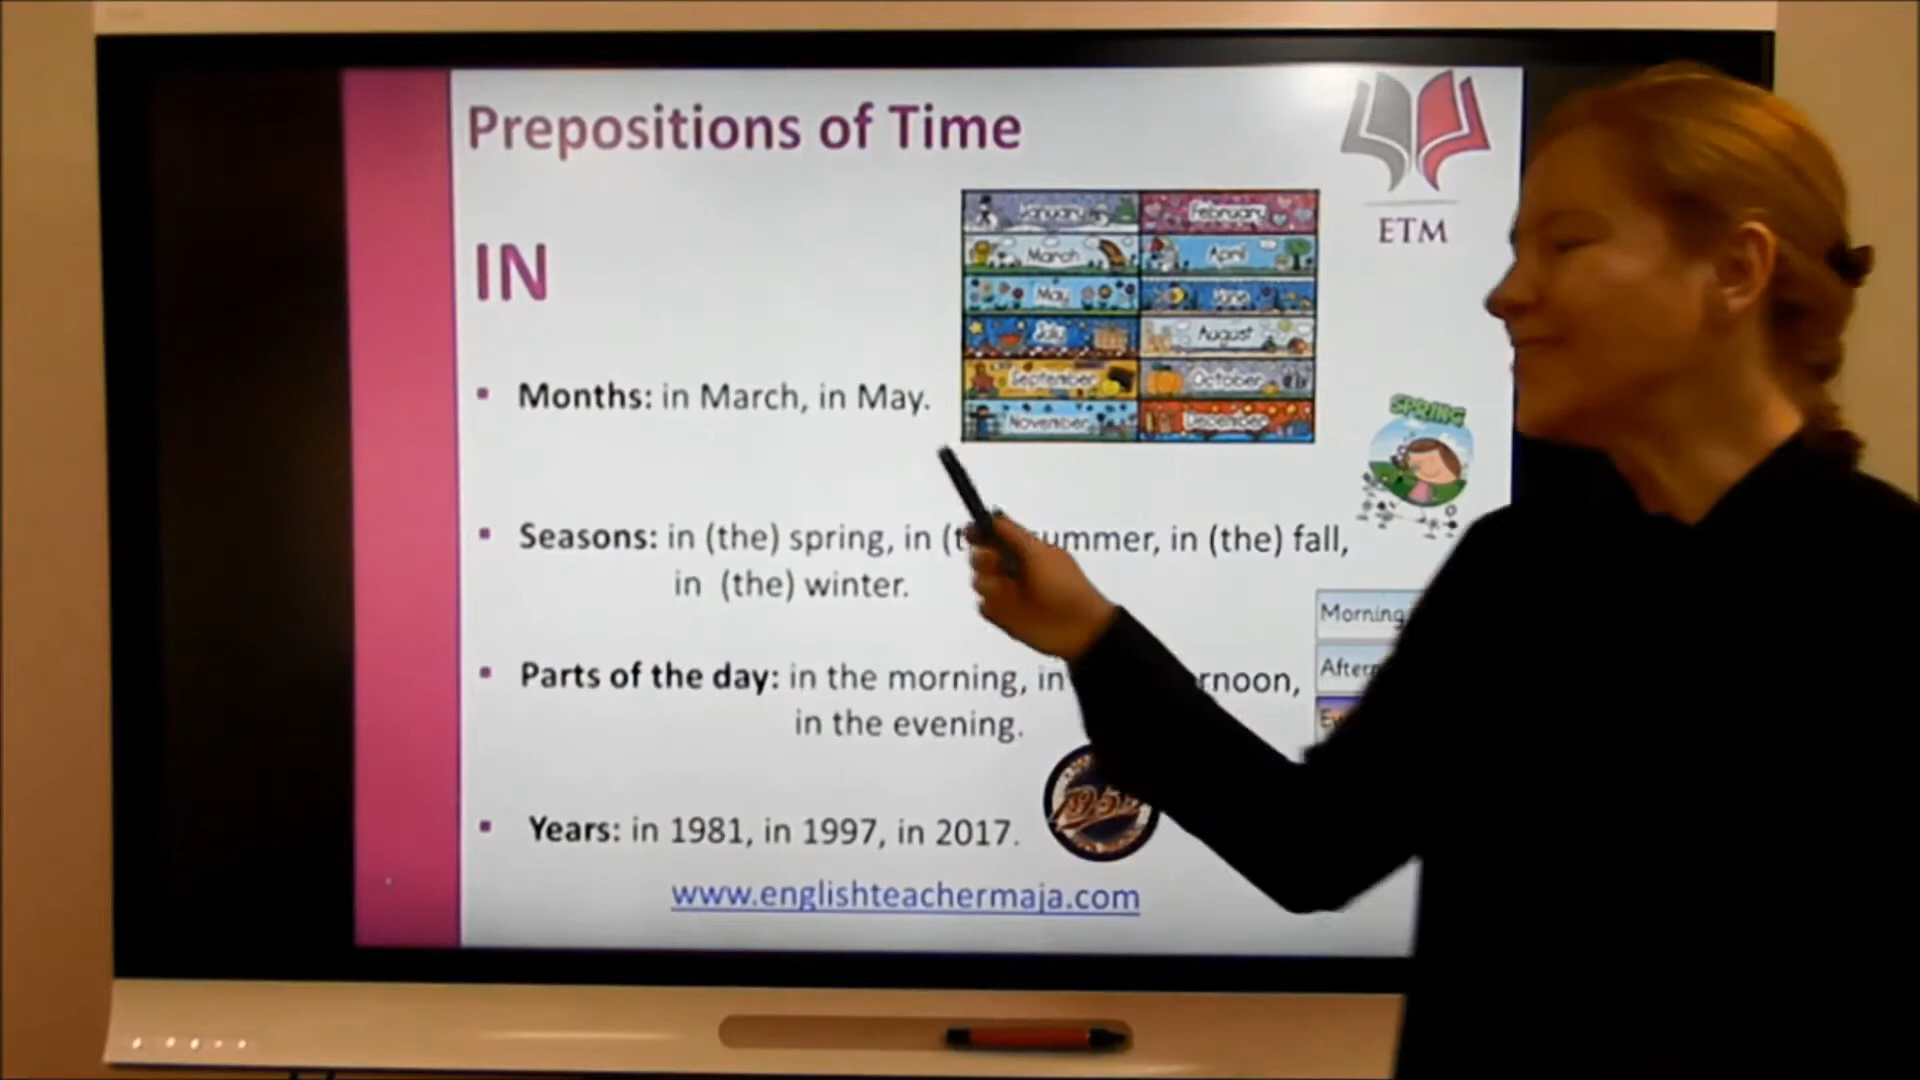 Prepositions of Time
ETM
January
February
March
April
May
June
July
August
September
October
November
December
IN
Months: in March, in May.
SPRING
Seasons: in (the) spring, in (t ummer, in (the) fall,
in (the) winter.
Morning
Parts of the day: in the morning, in rnoon,
Aftern
in the evening.
Years: in 1981, in 1997, in 2017.
www.englishteachermaja.com